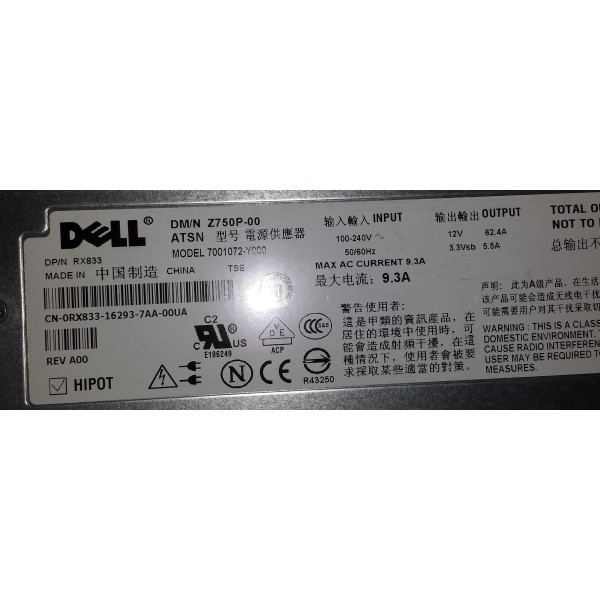 DELL®
DM/N Z750P-00
ATSN 型号 電源供應器
MODEL 7001072-Y000
DP/N RX833
MADE IN 中国制造 CHINA
TSE
CN-0RX833-16293-7AA-00UA
REV A00
HIPOT
C2
C US
E186249
V D E
ACP
N
CE
R43250
输入輸入 INPUT
100-240V
50/60Hz
MAX AC CURRENT 9.3A
最大电流: 9.3A
输出輸出 OUTPUT
12V 62.4A
3.3Vsb 5.5A
TOTAL OU
NOT TO
总输出不
警告使用者:
這是甲類的資訊產品,在
居住的環境中使用時,可
能會造成射頻干擾,在這
種情況下,使用者會被要
求採取某些適當的對策。
声明: 此为A级产品,在生活
该产品可能会造成无线电干扰
可能需要用户对其干扰采取切
WARNING : THIS IS A CLASS
DOMESTIC ENVIRONMENT
CAUSE RADIO INTERFEREN
USER MAY BE REQUIRED TO
MEASURES.